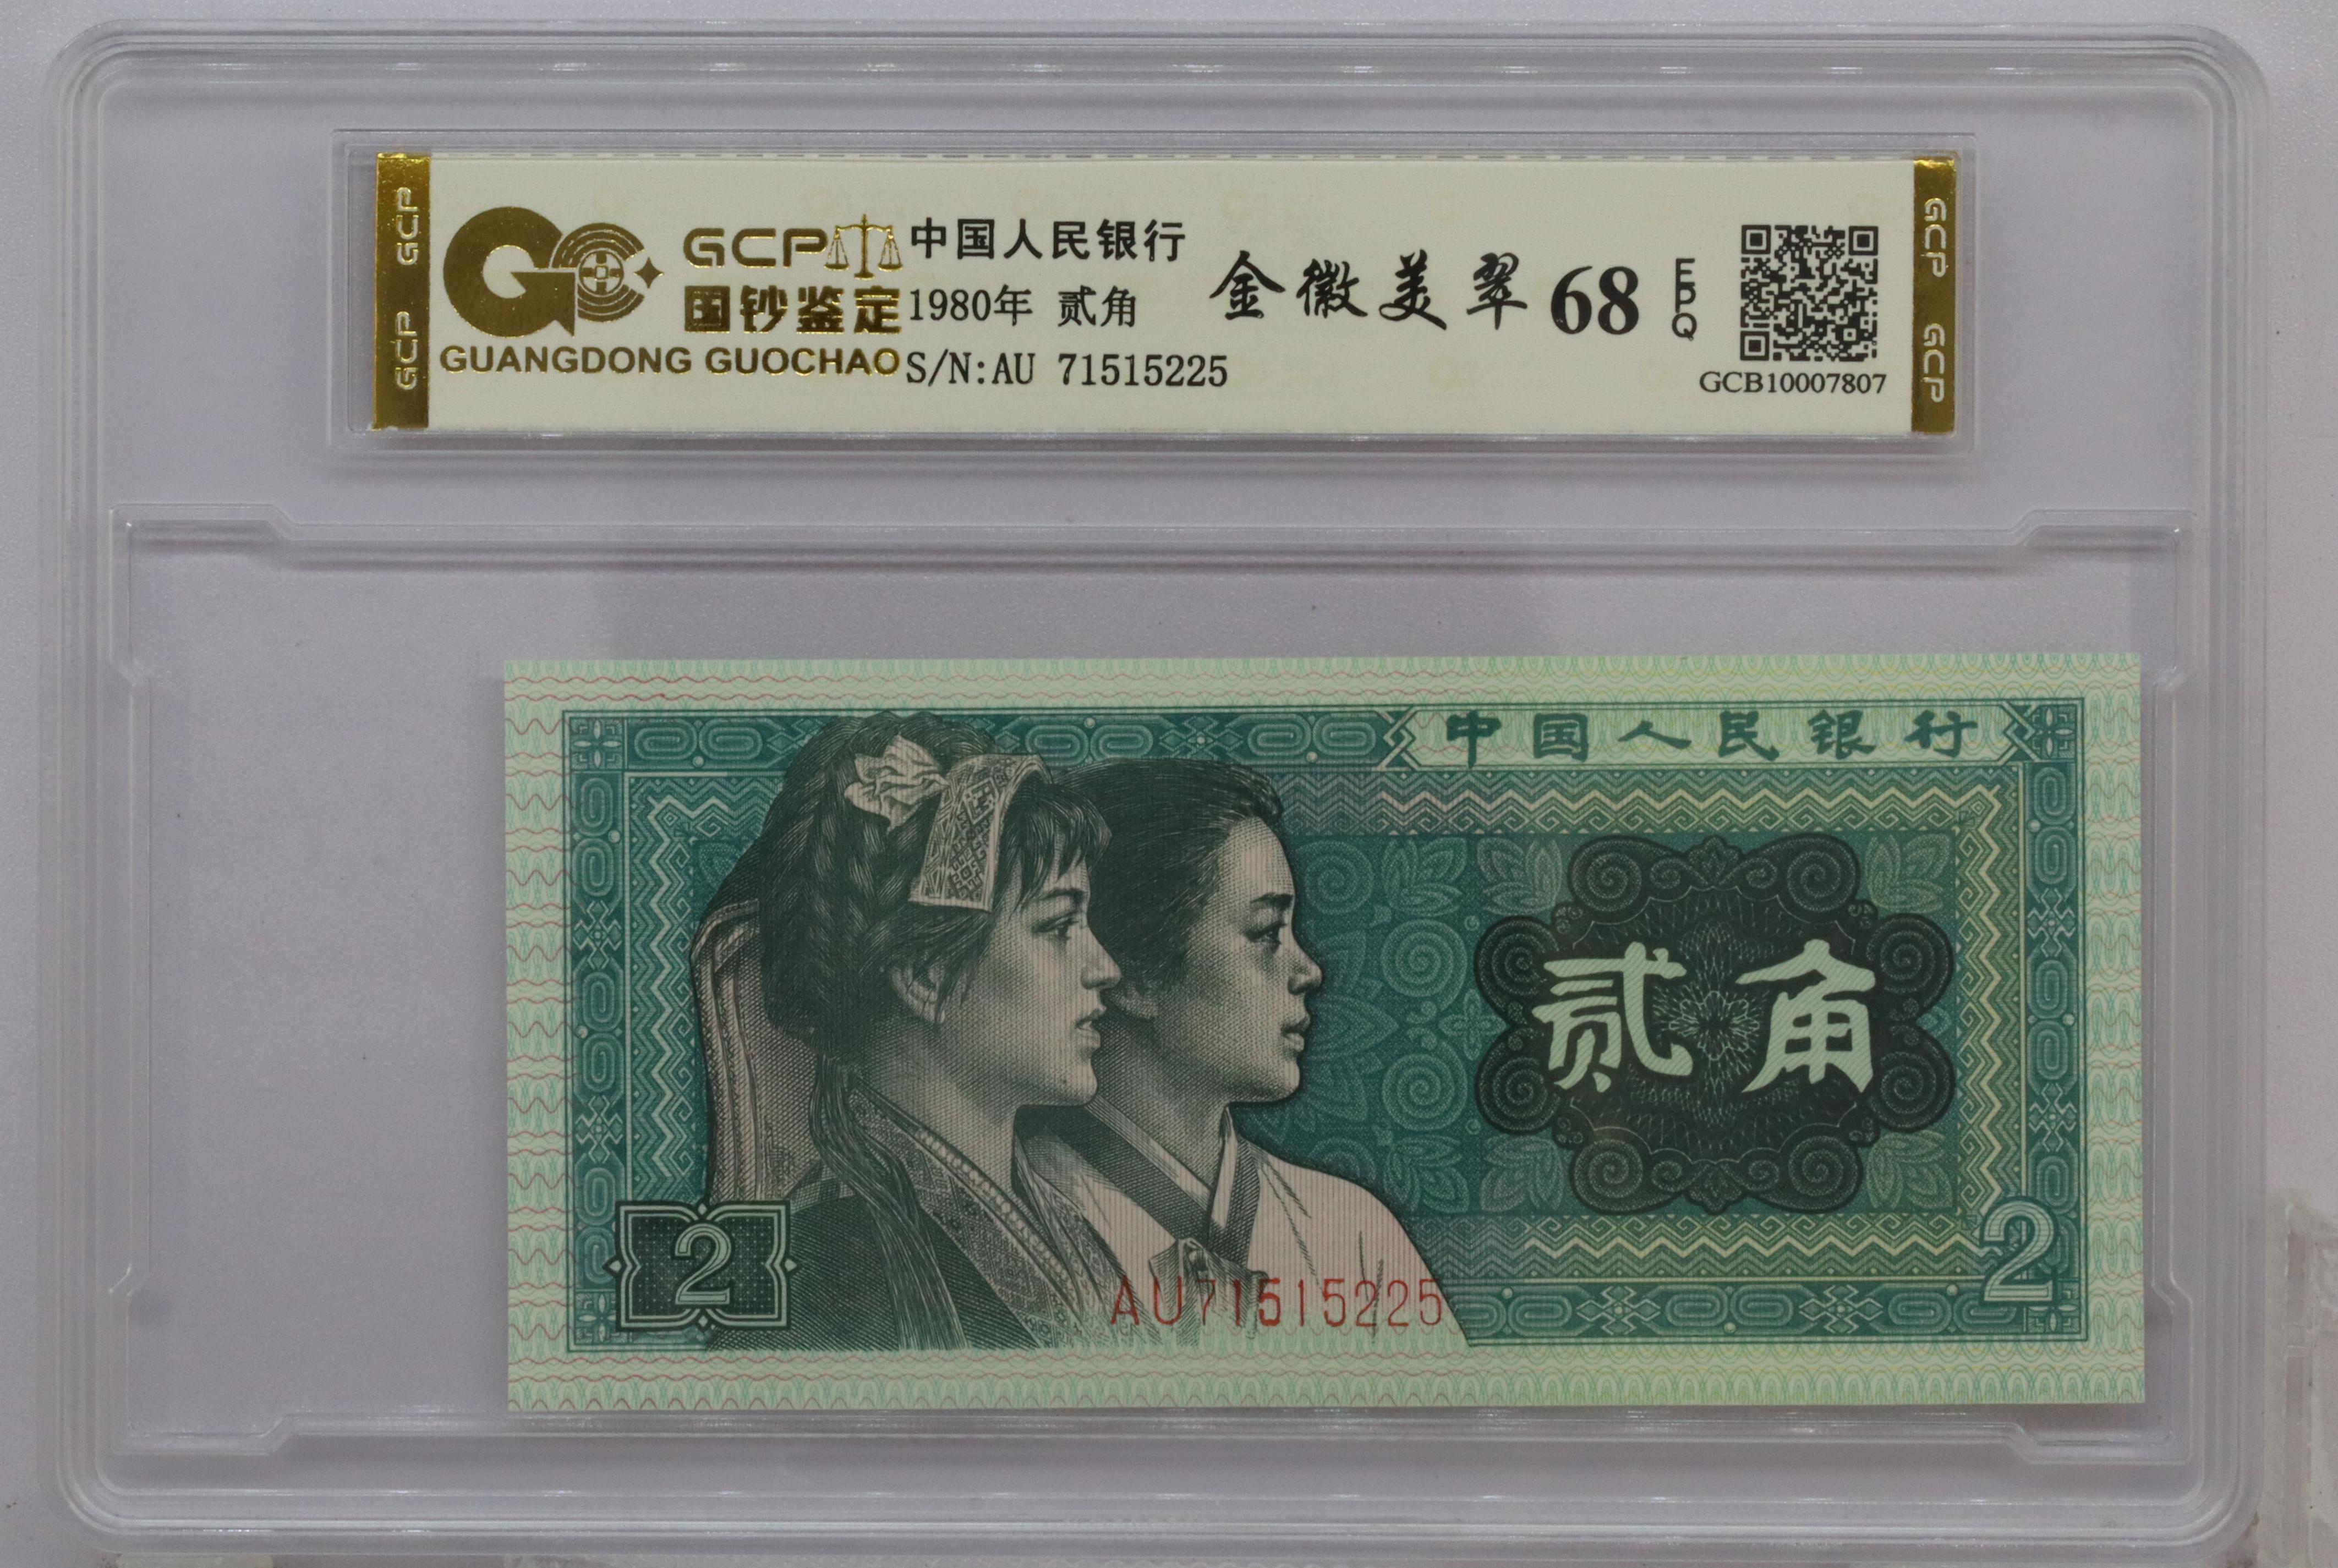 GCP GCP
GCP
国钞鉴定
GUANGDONG GUOCHAO
中国人民银行
1980年 贰角
S/N:AU 71515225
金徽美翠 68 EPQ
GCB10007807
GCP GCP
中国人民银行
贰角
2
2
AU71515225